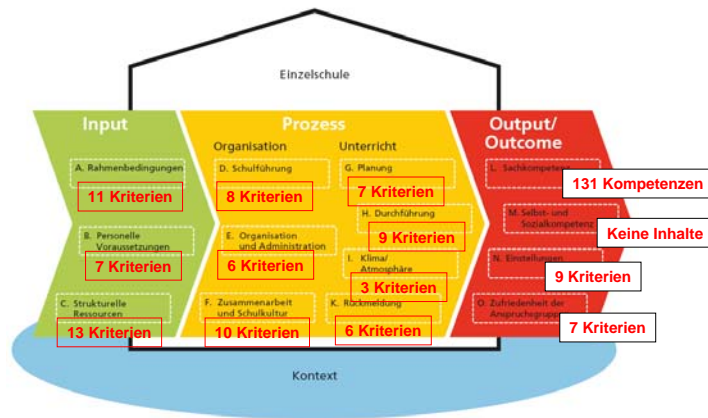 Einzelschule
Input
A. Rahmenbedingungen
11 Kriterien
B. Personelle
Voraussetzungen
7 Kriterien
C. Strukturelle
Ressourcen
13 Kriterien
Prozess
Organisation
D. Schulführung
8 Kriterien
E. Organisation
und Administration
6 Kriterien
F. Zusammenarbeit
und Schulkultur
10 Kriterien
Unterricht
G. Planung
7 Kriterien
H. Durchführung
9 Kriterien
I. Klima/
Atmosphäre
3 Kriterien
K. Rückmeldung
6 Kriterien
Output/
Outcome
L. Sachkompetenz
131 Kompetenzen
M. Selbst- und
Sozialkompetenz
Keine Inhalte
N. Einstellungen
9 Kriterien
O. Zufriedenheit der
Anspruchsgruppen
7 Kriterien
Kontext